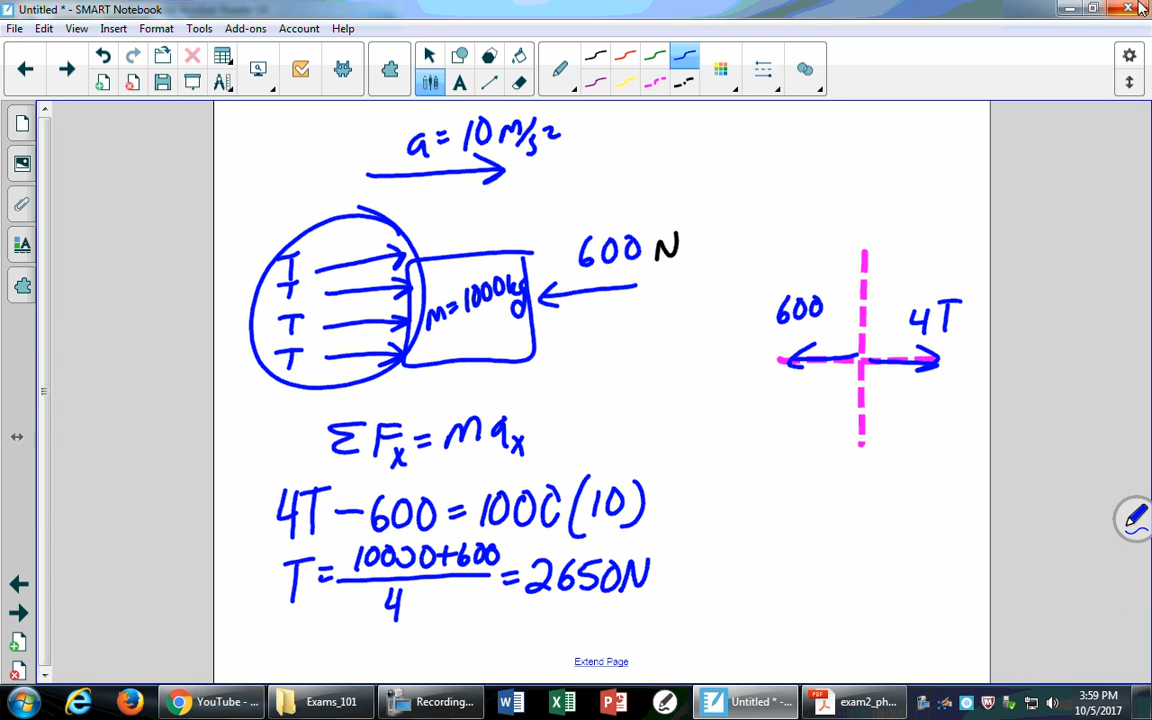 Untitled * - SMART Notebook
File Edit View Insert Format Tools Add-ons Account Help
a = 10 m/s²
T
T
T
T
m = 1000 kg
600 N
600
4T
ΣFx = max
4T - 600 = 1000 (10)
T = 10000+600 / 4 = 2650N
Extend Page
YouTube - ...
Exams_101
Recording...
Untitled * -...
exam2_ph...
3:59 PM
10/5/2017